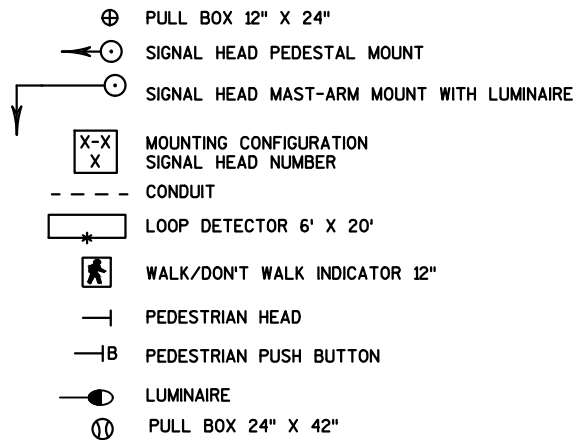 PULL BOX 12" X 24"
SIGNAL HEAD PEDESTAL MOUNT
SIGNAL HEAD MAST-ARM MOUNT WITH LUMINAIRE
X-X
X
MOUNTING CONFIGURATION
SIGNAL HEAD NUMBER
CONDUIT
LOOP DETECTOR 6' X 20'
WALK/DON'T WALK INDICATOR 12"
PEDESTRIAN HEAD
B PEDESTRIAN PUSH BUTTON
LUMINAIRE
PULL BOX 24" X 42"